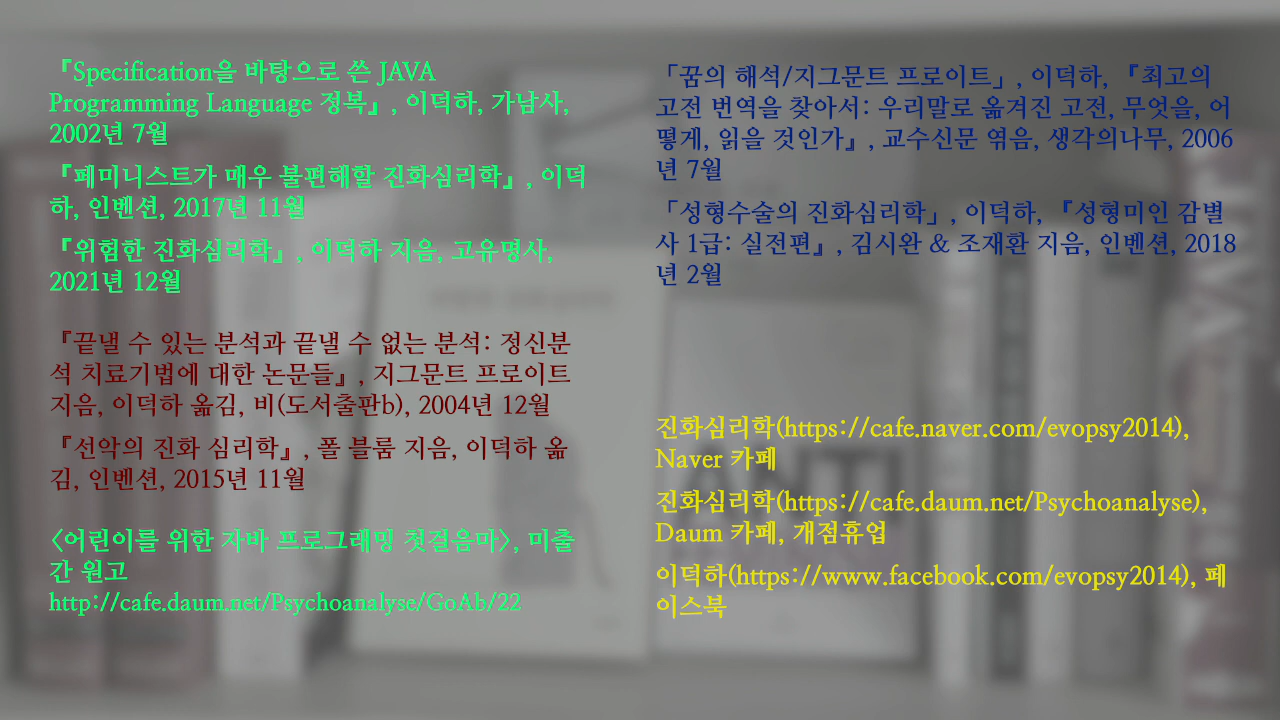 『Specification을 바탕으로 쓴 JAVA
Programming Language 정복』, 이덕하, 가남사,
2002년 7월
『페미니스트가 매우 불편해할 진화심리학』, 이덕
하, 인벤션, 2017년 11월
『위험한 진화심리학』, 이덕하 지음, 고유명사,
2021년 12월
『끝낼 수 있는 분석과 끝낼 수 없는 분석: 정신분
석 치료기법에 대한 논문들』, 지그문트 프로이트
지음, 이덕하 옮김, 비(도서출판b), 2004년 12월
『선악의 진화 심리학』, 폴 블룸 지음, 이덕하 옮
김, 인벤션, 2015년 11월
<어린이를 위한 자바 프로그래밍 첫걸음마>, 미출
간 원고
http://cafe.daum.net/Psychoanalyse/GoAb/22
「꿈의 해석/지그문트 프로이트」, 이덕하, 『최고의
고전 번역을 찾아서: 우리말로 옮겨진 고전, 무엇을, 어
떻게, 읽을 것인가』, 교수신문 엮음, 생각의나무, 2006
년 7월
「성형수술의 진화심리학」, 이덕하, 『성형미인 감별
사 1급: 실전편』, 김시완 & 조재환 지음, 인벤션, 2018
년 2월
진화심리학(https://cafe.naver.com/evopsy2014),
Naver 카페
진화심리학(https://cafe.daum.net/Psychoanalyse),
Daum 카페, 개점휴업
이덕하(https://www.facebook.com/evopsy2014), 페
이스북